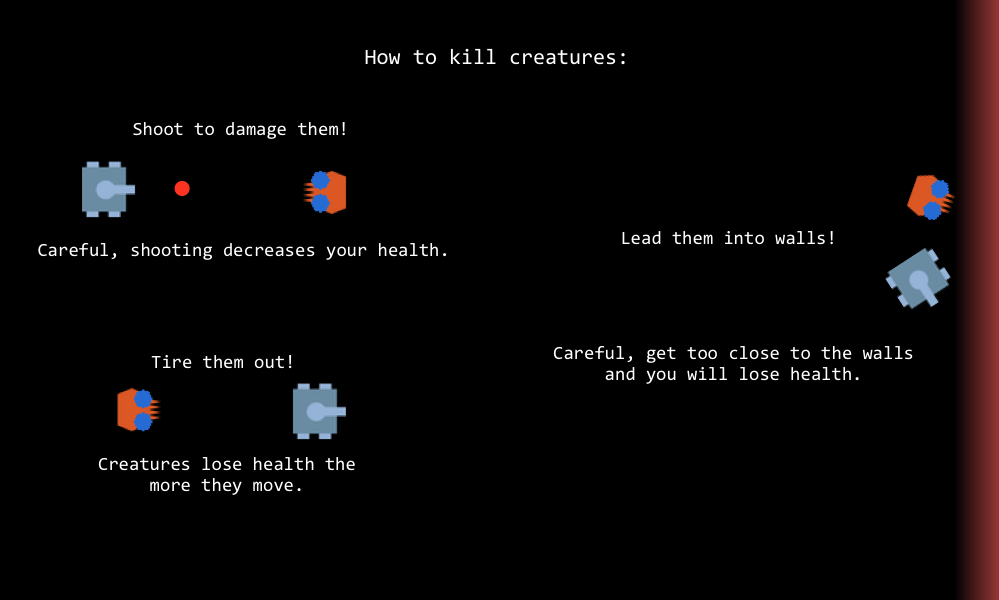 How to kill creatures:
Shoot to damage them!
Careful, shooting decreases your health.
Tire them out!
Creatures lose health the
more they move.
Lead them into walls!
Careful, get too close to the walls
and you will lose health.